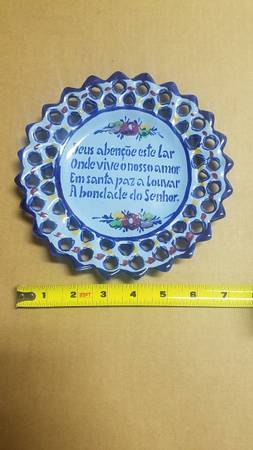 Deus abençõe este Lar
Onde vive o nosso amor
Em santa paz a louvar
A bondade do Senhor.
1 2 3 4 5 6 7